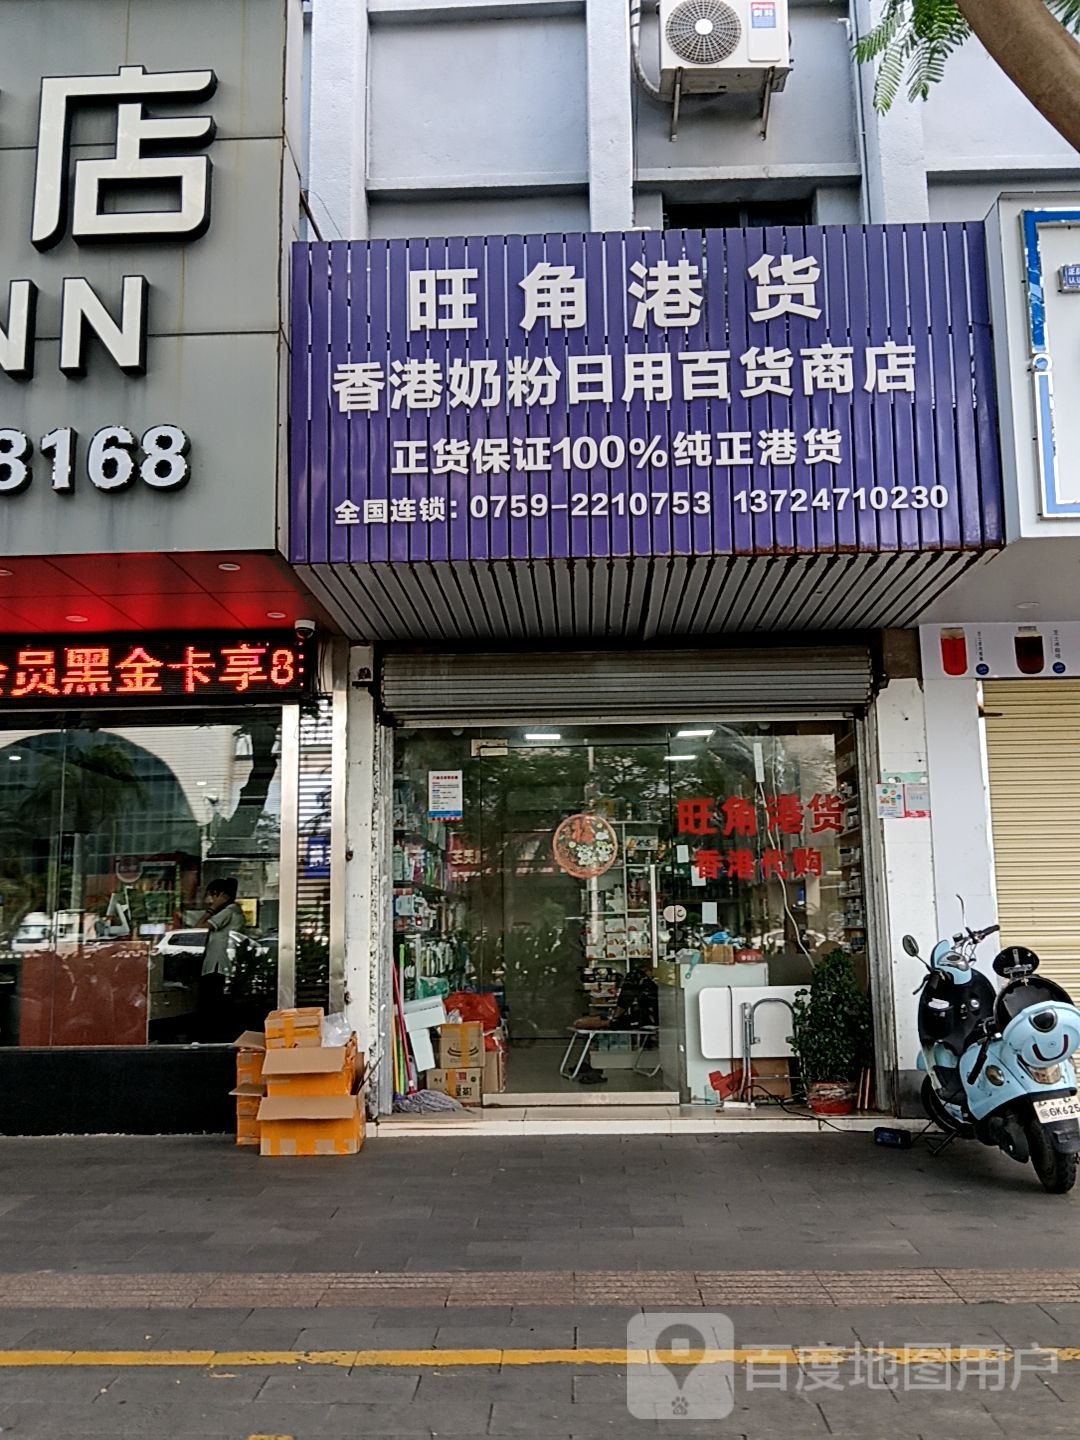 店
NN
8168
旺角港货
香港奶粉日用百货商店
正货保证100%纯正港货
全国连锁：0759-2210753 13724710230
会员黑金卡享8
旺角港货
香港代购
GK625
百度地图用户